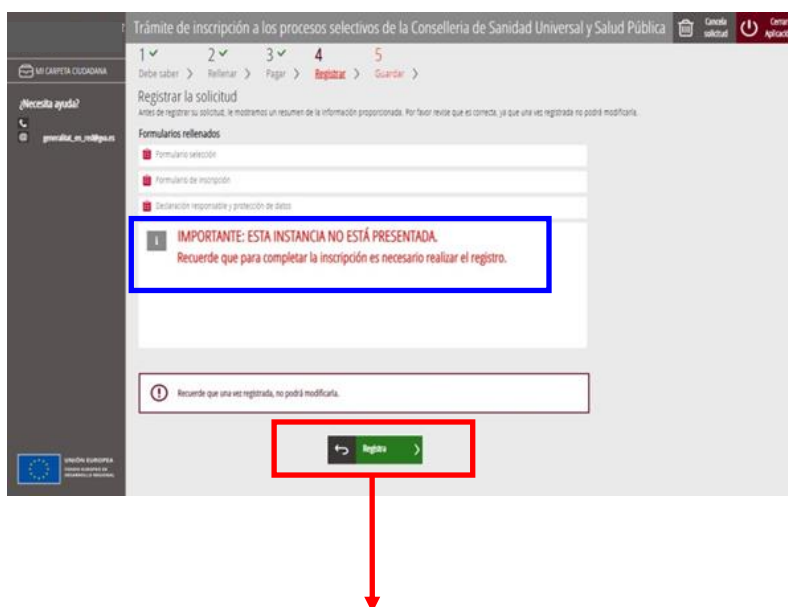 Trámite de inscripción a los procesos selectivos de la Conselleria de Sanidad Universal y Salud Pública
Cancela solicitud
Cerrar Aplicació
MI CARPETA CIUDADANA
¿Necesita ayuda?
1 2 3 4 5
Debe saber > Rellenar > Pagar > Registrar > Guardar >
Registrar la solicitud
Antes de registrar su solicitud, le mostramos un resumen de la información proporcionada. Por favor revise que es correcta, ya que una vez registrada no podrá modificarla.
Formularios rellenados
Formulario selección
Formulario de inscripción
Declaración responsable y protección de datos
IMPORTANTE: ESTA INSTANCIA NO ESTÁ PRESENTADA.
Recuerde que para completar la inscripción es necesario realizar el registro.
Recuerde que una vez registrada, no podrá modificarla.
Registra >
UNIÓN EUROPEA